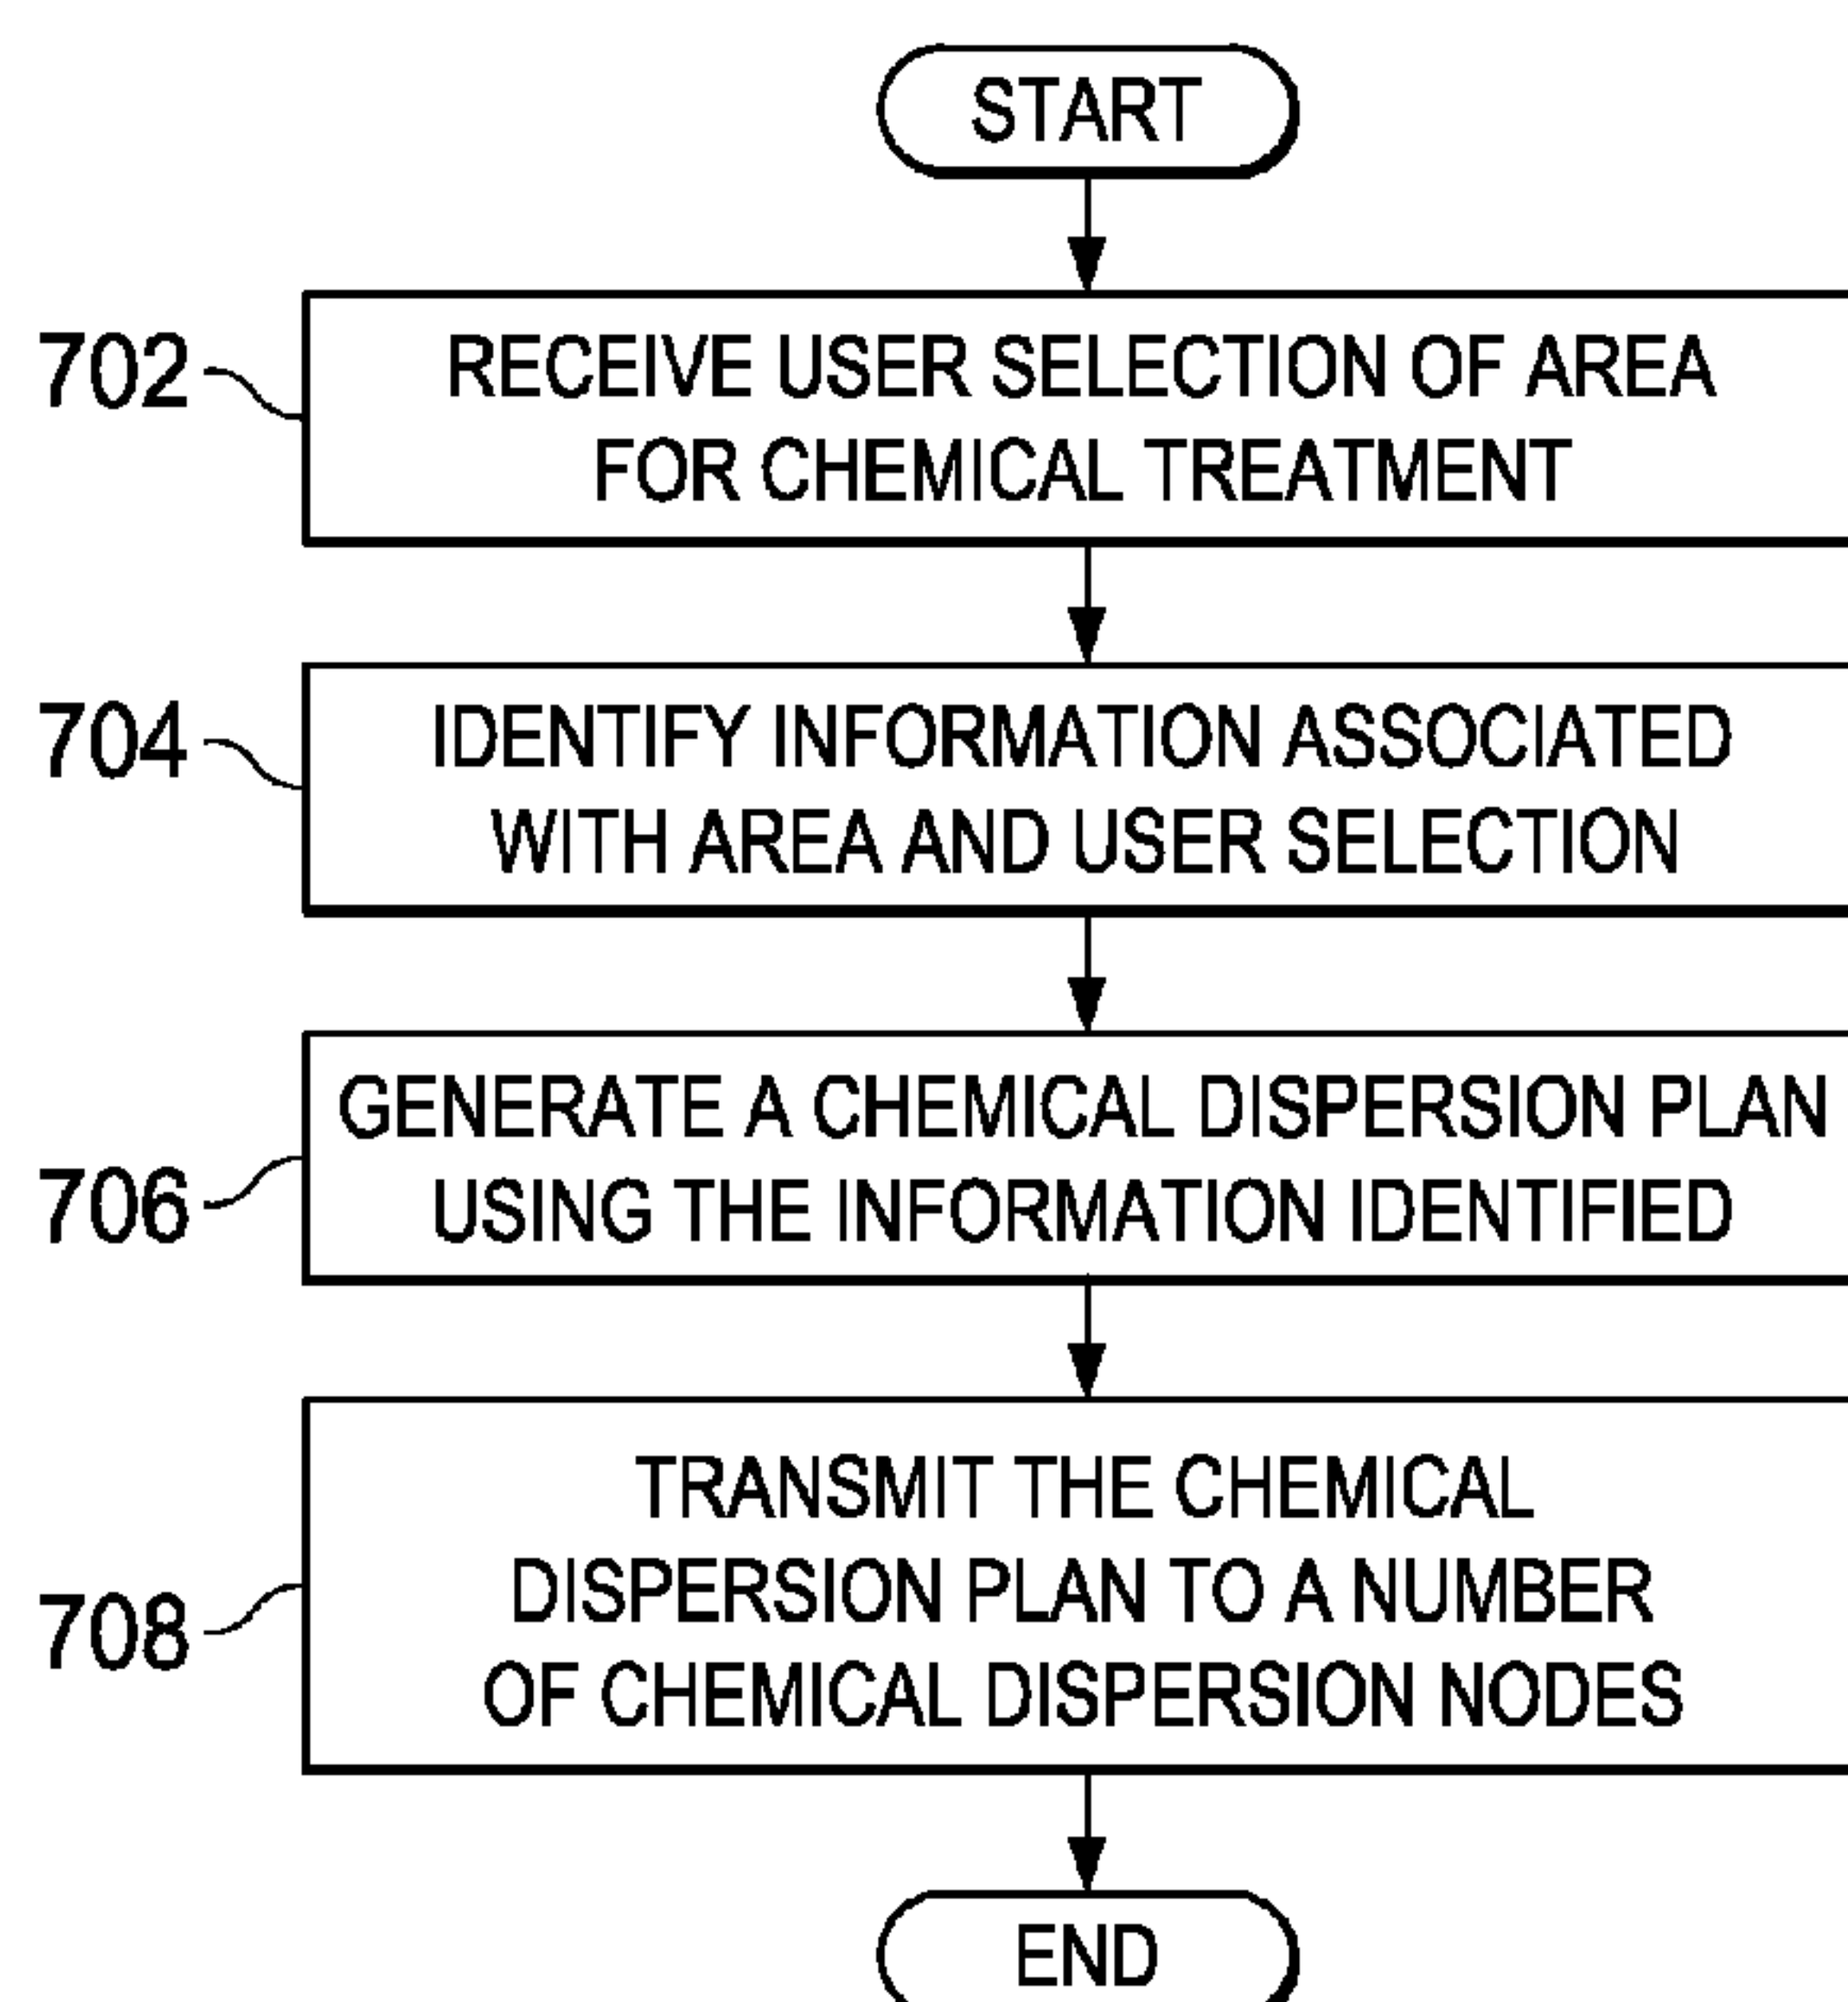 START
702
RECEIVE USER SELECTION OF AREA
FOR CHEMICAL TREATMENT
704
IDENTIFY INFORMATION ASSOCIATED
WITH AREA AND USER SELECTION
706
GENERATE A CHEMICAL DISPERSION PLAN
USING THE INFORMATION IDENTIFIED
708
TRANSMIT THE CHEMICAL
DISPERSION PLAN TO A NUMBER
OF CHEMICAL DISPERSION NODES
END